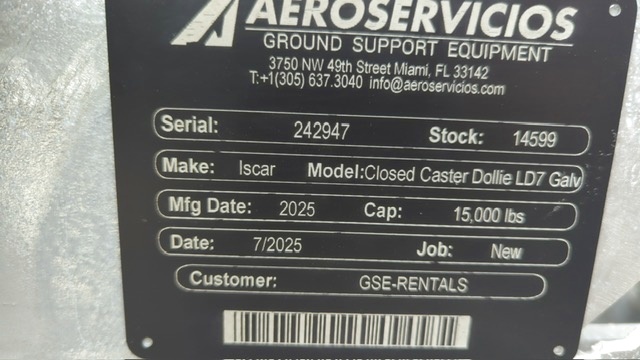 AEROSERVICIOS
GROUND SUPPORT EQUIPMENT
3750 NW 49th Street Miami, FL 33142
T:+1(305) 637.3040 info@aeroservicios.com
Serial: 242947 Stock: 14599
Make: Iscar Model:Closed Caster Dollie LD7 Galv
Mfg Date: 2025 Cap: 15,000 lbs
Date: 7/2025 Job: New
Customer: GSE-RENTALS